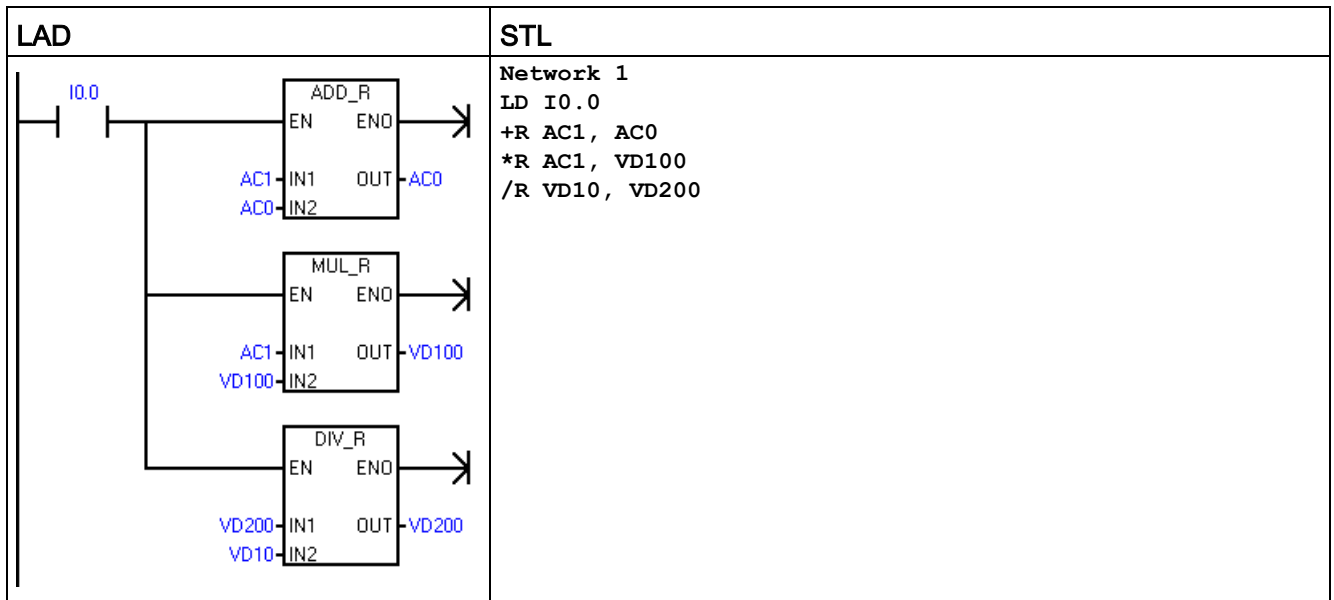 LAD
STL
I0.0
ADD_R
EN ENO
AC1 IN1 OUT AC0
AC0 IN2
MUL_R
EN ENO
AC1 IN1 OUT VD100
VD100 IN2
DIV_R
EN ENO
VD200 IN1 OUT VD200
VD10 IN2
Network 1
LD I0.0
+R AC1, AC0
*R AC1, VD100
/R VD10, VD200